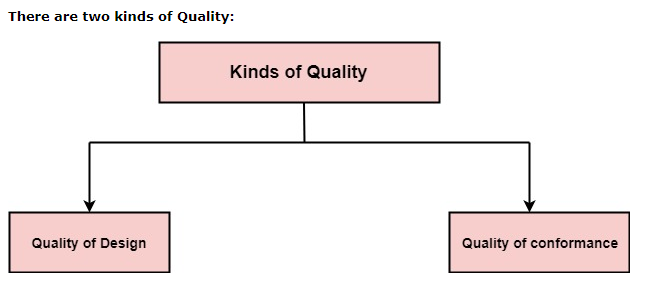 There are two kinds of Quality:
Kinds of Quality
Quality of Design
Quality of conformance